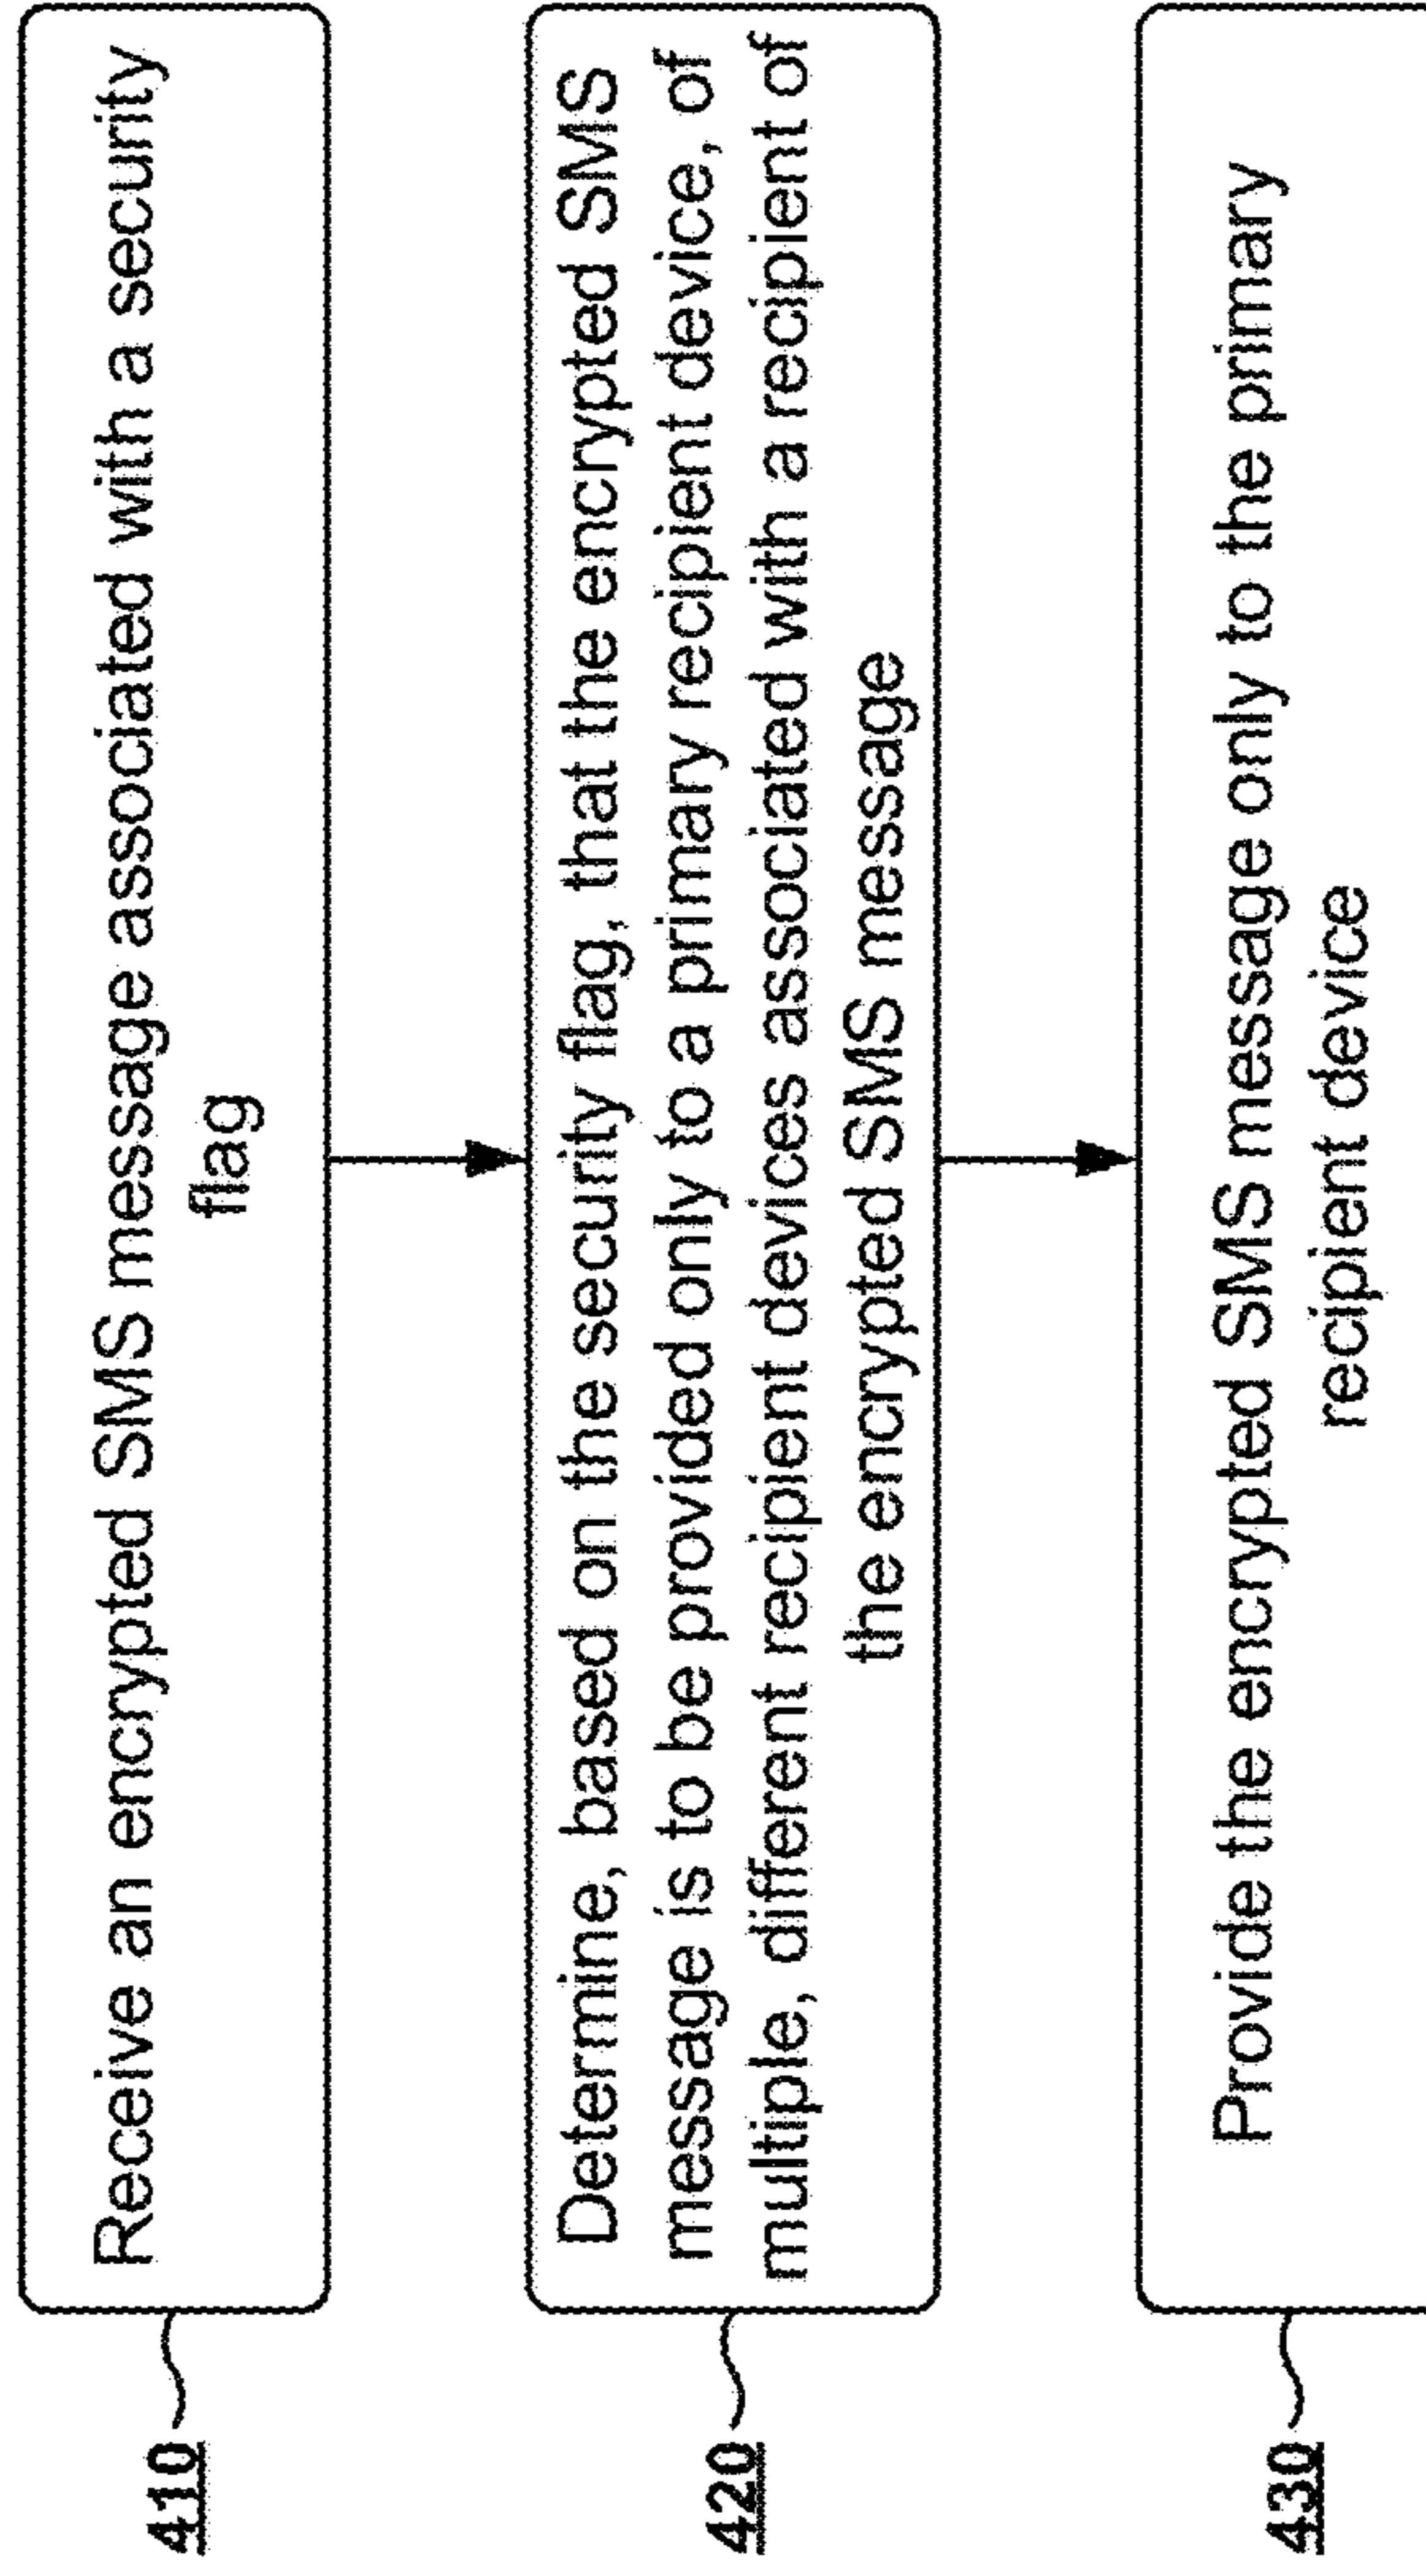 410
Receive an encrypted SMS message associated with a security
flag
420
Determine, based on the security flag, that the encrypted SMS
message is to be provided only to a primary recipient device, of
multiple, different recipient devices associated with a recipient of
the encrypted SMS message
430
Provide the encrypted SMS message only to the primary
recipient device